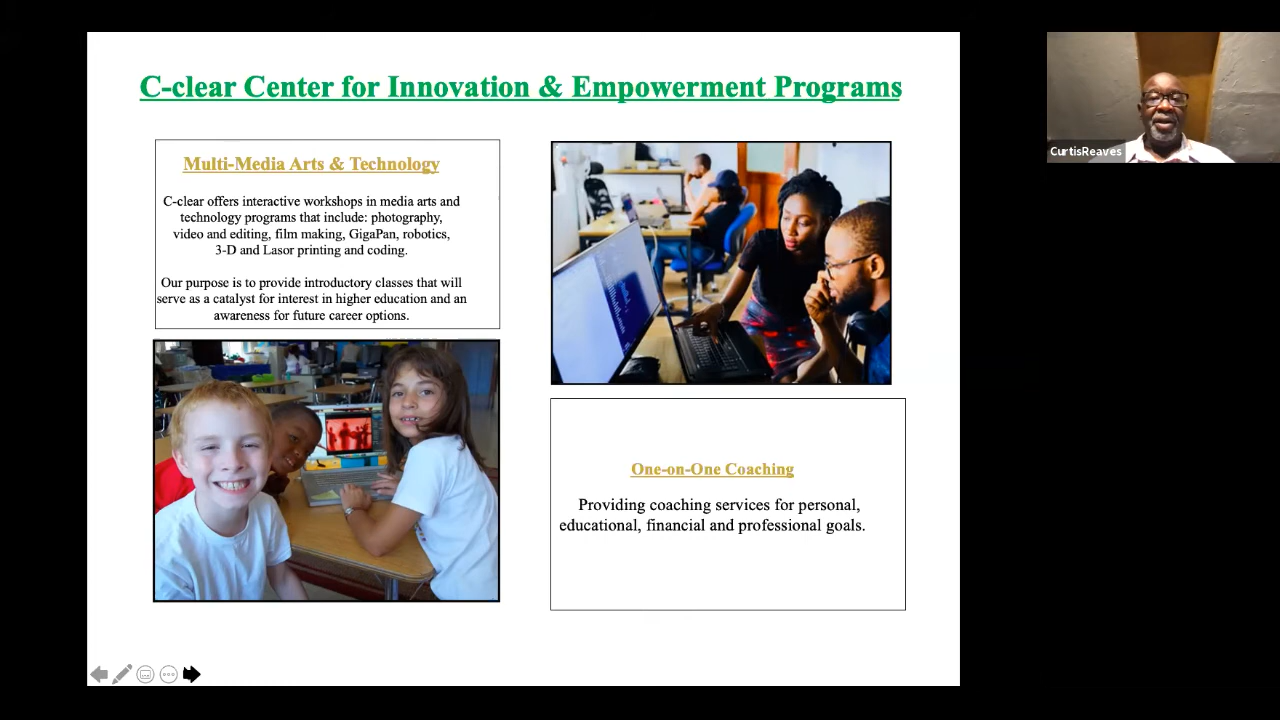 C-clear Center for Innovation & Empowerment Programs
Multi-Media Arts & Technology
C-clear offers interactive workshops in media arts and
technology programs that include: photography,
video and editing, film making, GigaPan, robotics,
3-D and Lasor printing and coding.
Our purpose is to provide introductory classes that will
serve as a catalyst for interest in higher education and an
awareness for future career options.
One-on-One Coaching
Providing coaching services for personal,
educational, financial and professional goals.
CurtisReaves